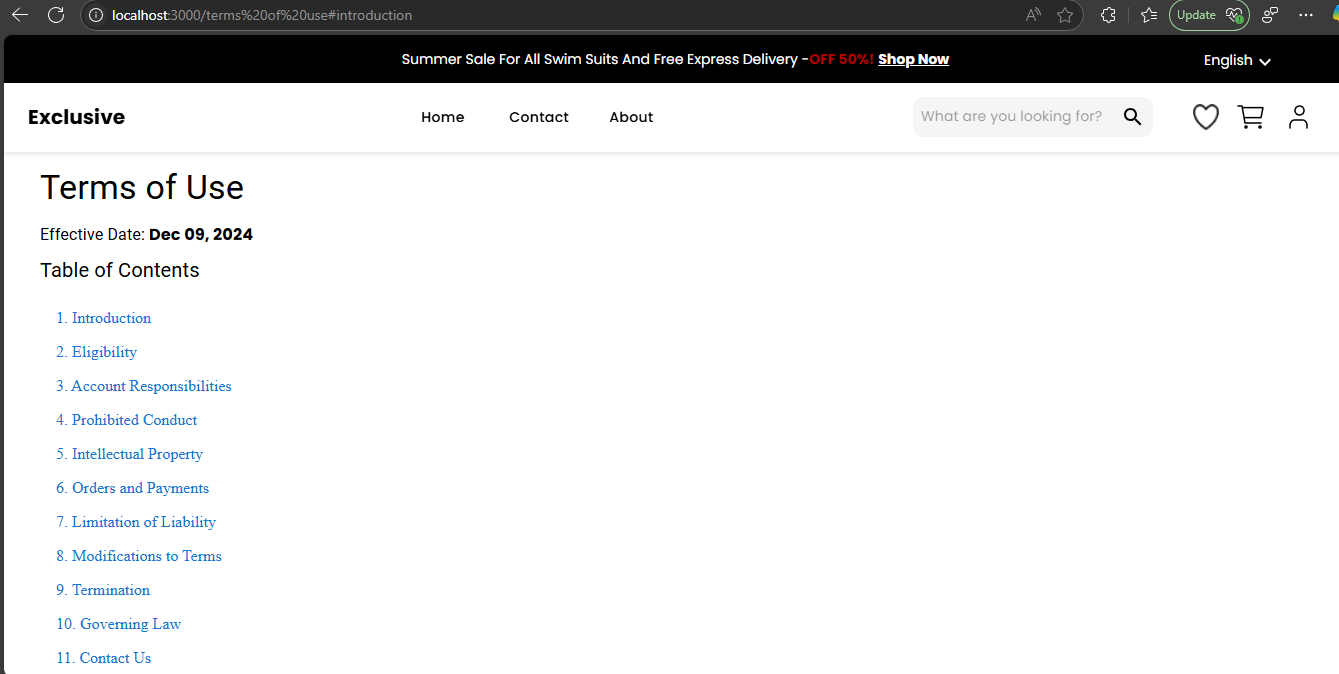 localhost:3000/terms%20of%20use#introduction
Update
Summer Sale For All Swim Suits And Free Express Delivery -OFF 50%! Shop Now
English
Exclusive
Home
Contact
About
What are you looking for?
Terms of Use
Effective Date: Dec 09, 2024
Table of Contents
1. Introduction
2. Eligibility
3. Account Responsibilities
4. Prohibited Conduct
5. Intellectual Property
6. Orders and Payments
7. Limitation of Liability
8. Modifications to Terms
9. Termination
10. Governing Law
11. Contact Us